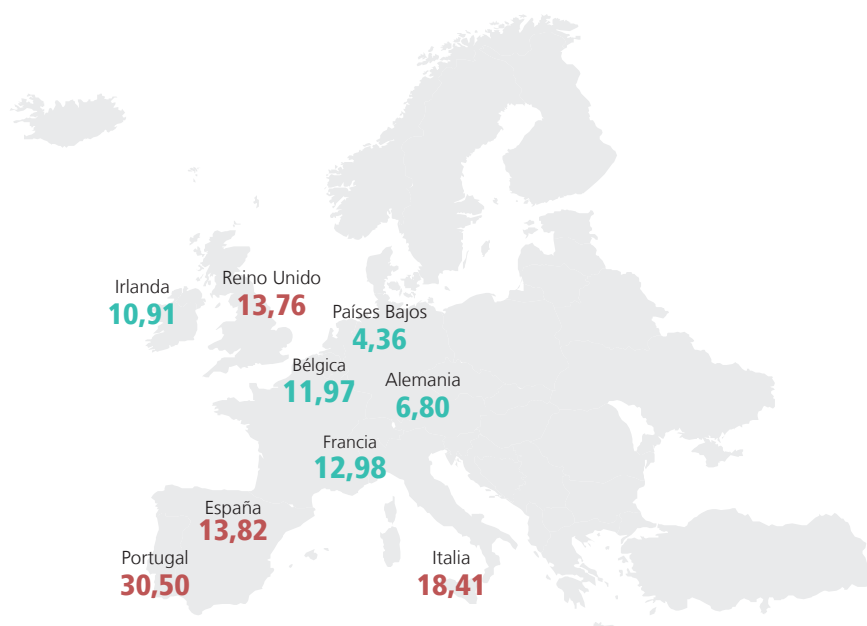 Irlanda
10,91
Reino Unido
13,76
Países Bajos
4,36
Bélgica
11,97
Alemania
6,80
Francia
12,98
España
13,82
Portugal
30,50
Italia
18,41